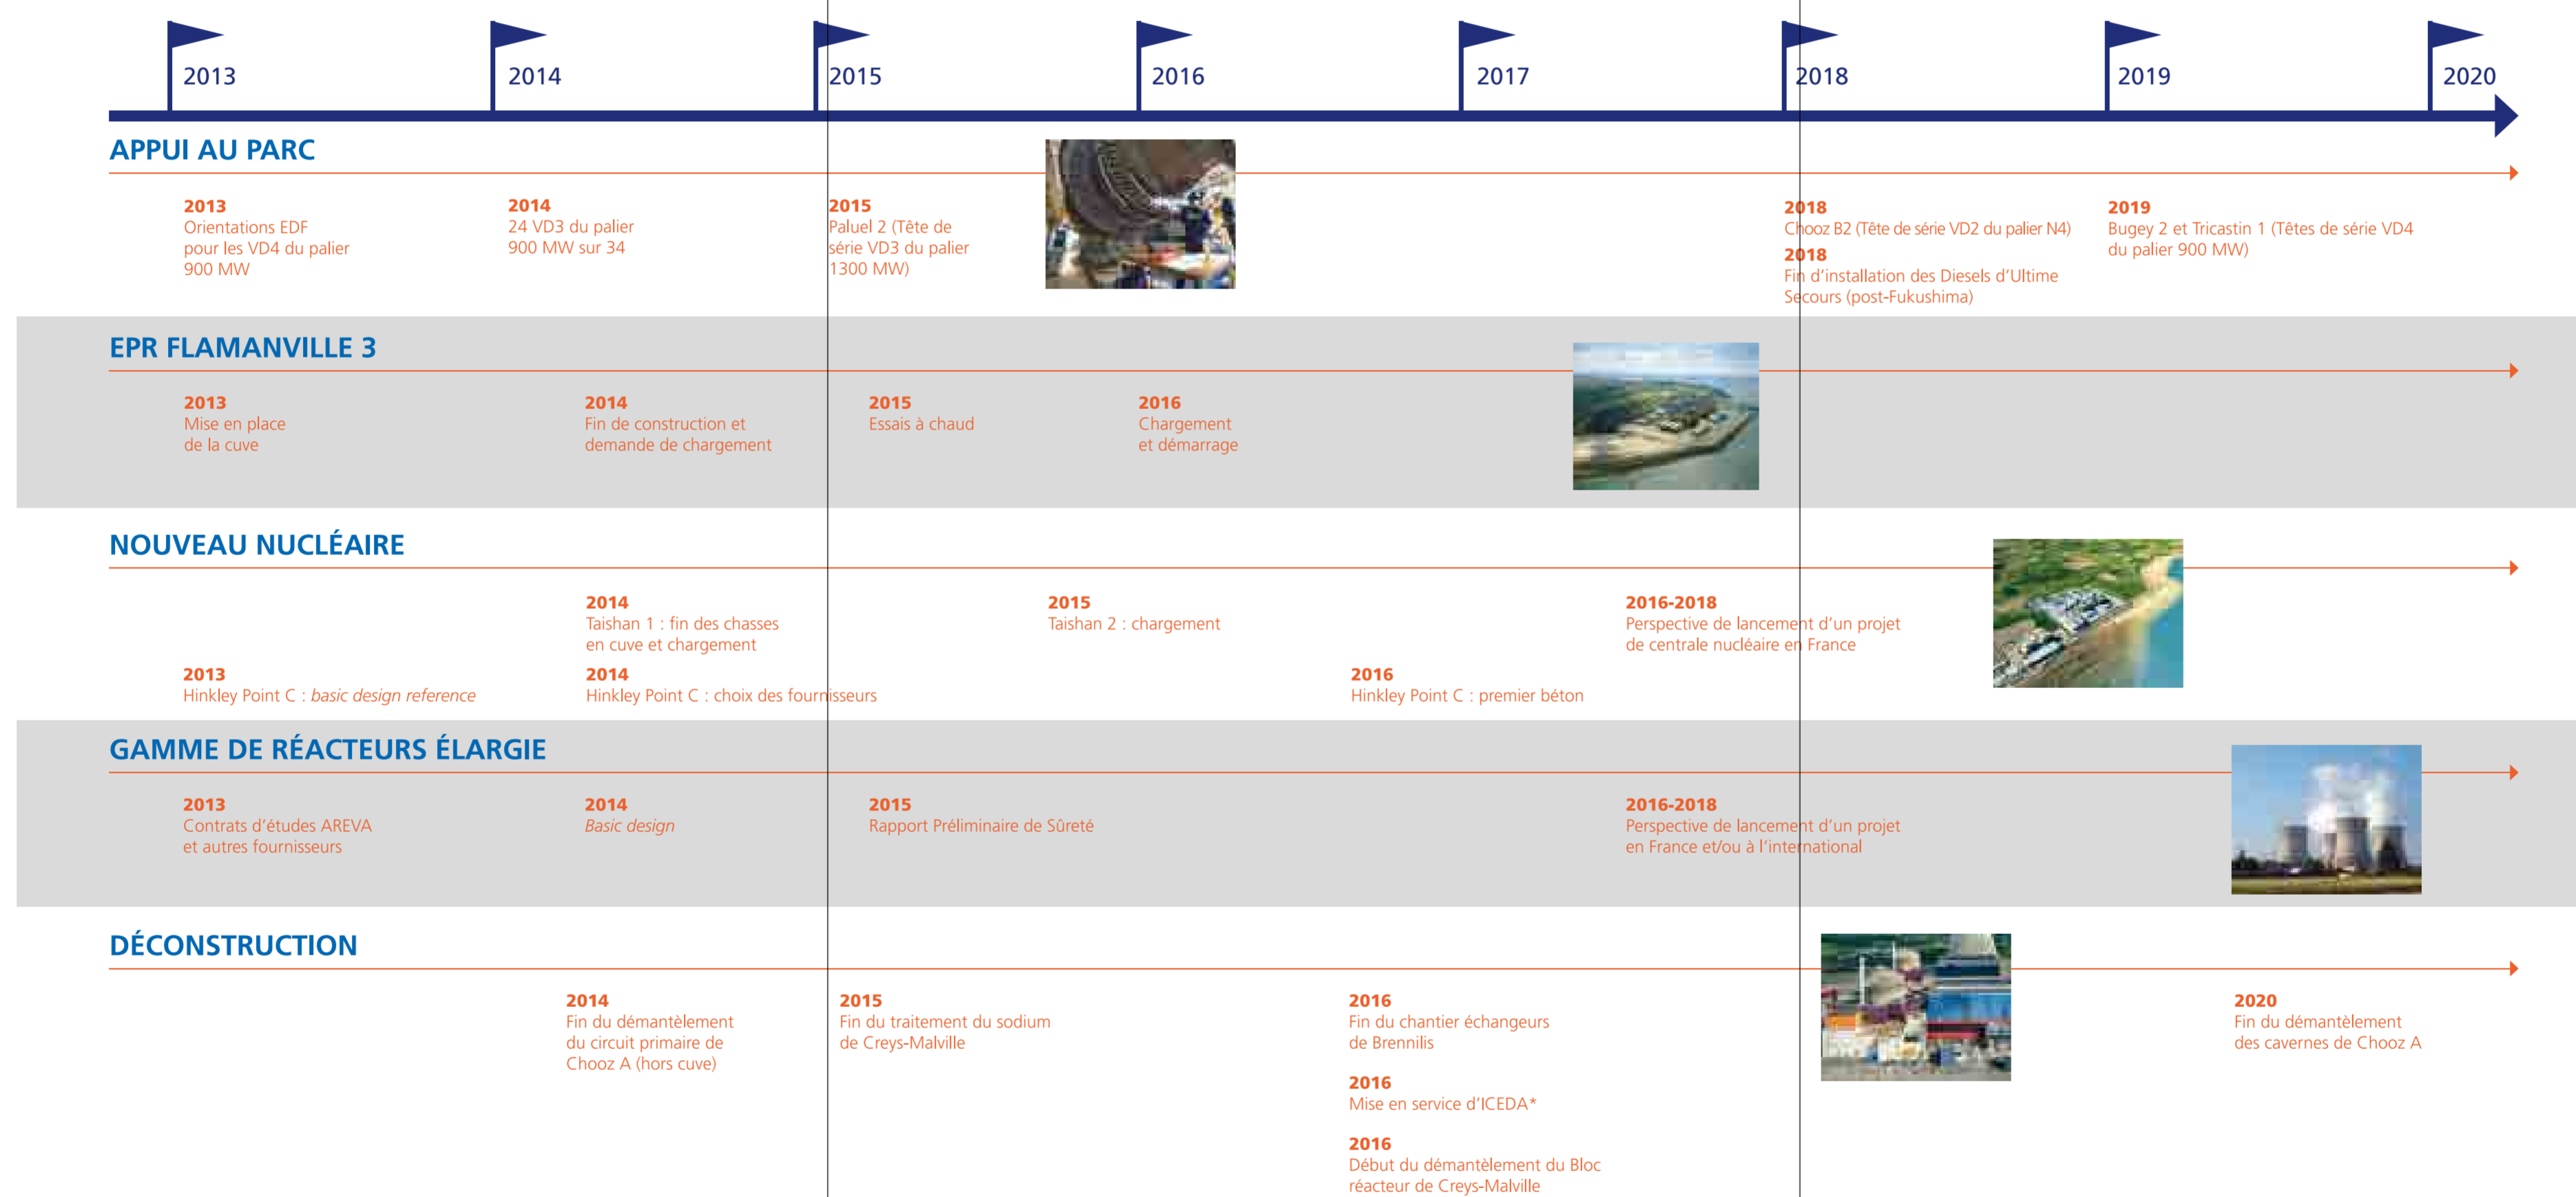 2013
2014
2015
2016
2017
2018
2019
2020
APPUI AU PARC
2013
Orientations EDF
pour les VD4 du palier
900 MW
2014
24 VD3 du palier
900 MW sur 34
2015
Paluel 2 (Tête de
série VD3 du palier
1300 MW)
2018
Chooz B2 (Tête de série VD2 du palier N4)
2018
Fin d'installation des Diesels d'Ultime
Secours (post-Fukushima)
2019
Bugey 2 et Tricastin 1 (Têtes de série VD4
du palier 900 MW)
EPR FLAMANVILLE 3
2013
Mise en place
de la cuve
2014
Fin de construction et
demande de chargement
2015
Essais à chaud
2016
Chargement
et démarrage
NOUVEAU NUCLÉAIRE
2014
Taishan 1 : fin des chasses
en cuve et chargement
2015
Taishan 2 : chargement
2016-2018
Perspective de lancement d'un projet
de centrale nucléaire en France
2013
Hinkley Point C : basic design reference
2014
Hinkley Point C : choix des fournisseurs
2016
Hinkley Point C : premier béton
GAMME DE RÉACTEURS ÉLARGIE
2013
Contrats d'études AREVA
et autres fournisseurs
2014
Basic design
2015
Rapport Préliminaire de Sûreté
2016-2018
Perspective de lancement d'un projet
en France et/ou à l'international
DÉCONSTRUCTION
2014
Fin du démantèlement
du circuit primaire de
Chooz A (hors cuve)
2015
Fin du traitement du sodium
de Creys-Malville
2016
Fin du chantier échangeurs
de Brennilis
2016
Mise en service d'ICEDA*
2016
Début du démantèlement du Bloc
réacteur de Creys-Malville
2020
Fin du démantèlement
des cavernes de Chooz A